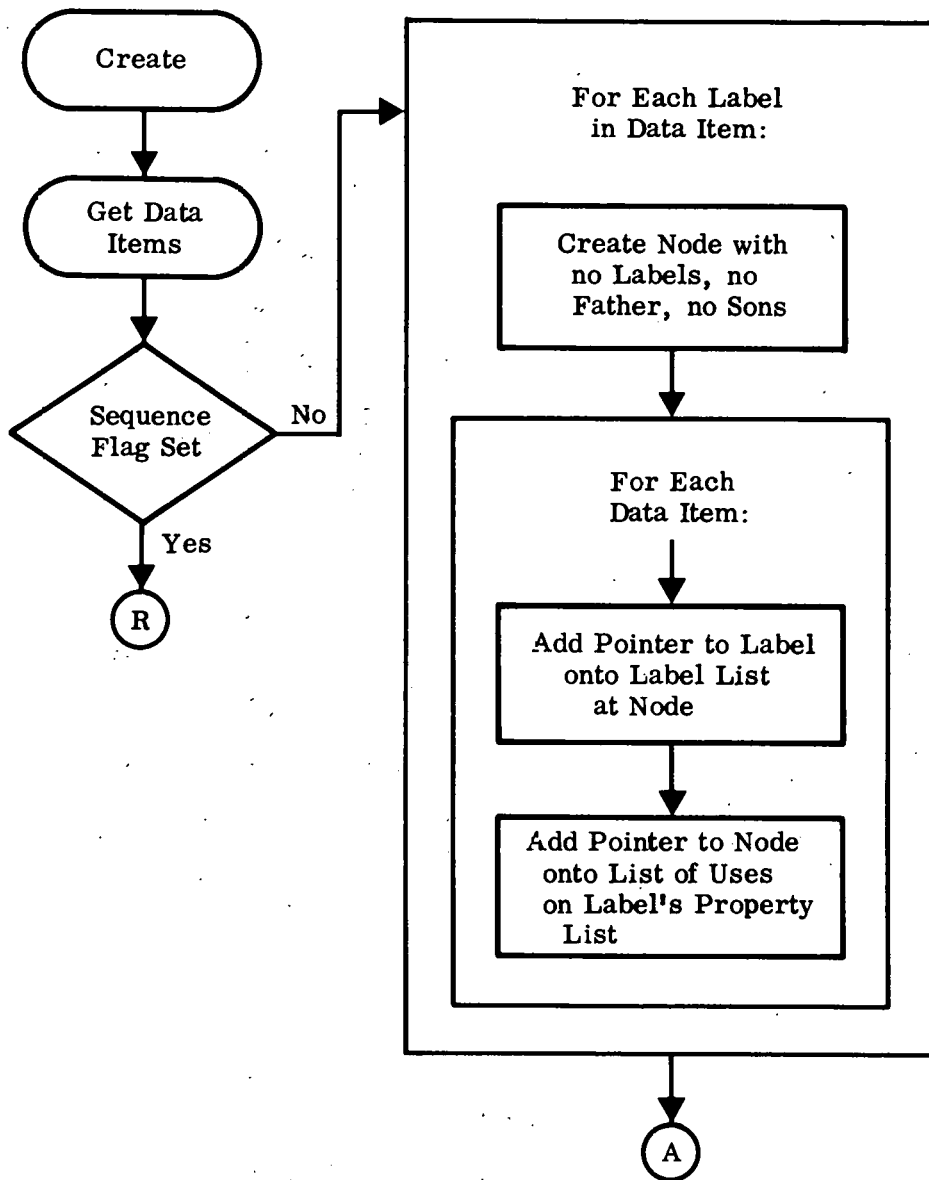 Create
Get Data
Items
Sequence
Flag Set
No
Yes
R
For Each Label
in Data Item:
Create Node with
no Labels, no
Father, no Sons
For Each
Data Item:
Add Pointer to Label
onto Label List
at Node
Add Pointer to Node
onto List of Uses
on Label's Property
List
A